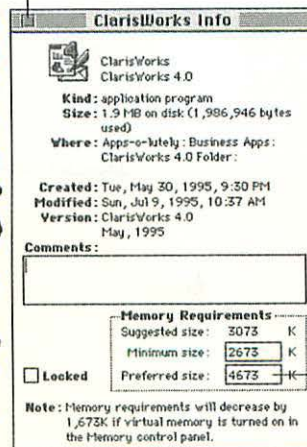 ClarisWorks Info
ClarisWorks
ClarisWorks 4.0
Kind: application program
Size: 1.9 MB on disk (1,986,946 bytes
used)
Where: Apps-o-lutely: Business Apps:
ClarisWorks 4.0 Folder:
Created: Tue, May 30, 1995, 9:30 PM
Modified: Sun, Jul 9, 1995, 10:37 AM
Version: ClarisWorks 4.0
May, 1995
Comments:
Memory Requirements
Suggested size: 3073 K
Minimum size: 2673 K
Locked
Preferred size: 4673 K
Note: Memory requirements will decrease by
1,673K if virtual memory is turned on in
the Memory control panel.